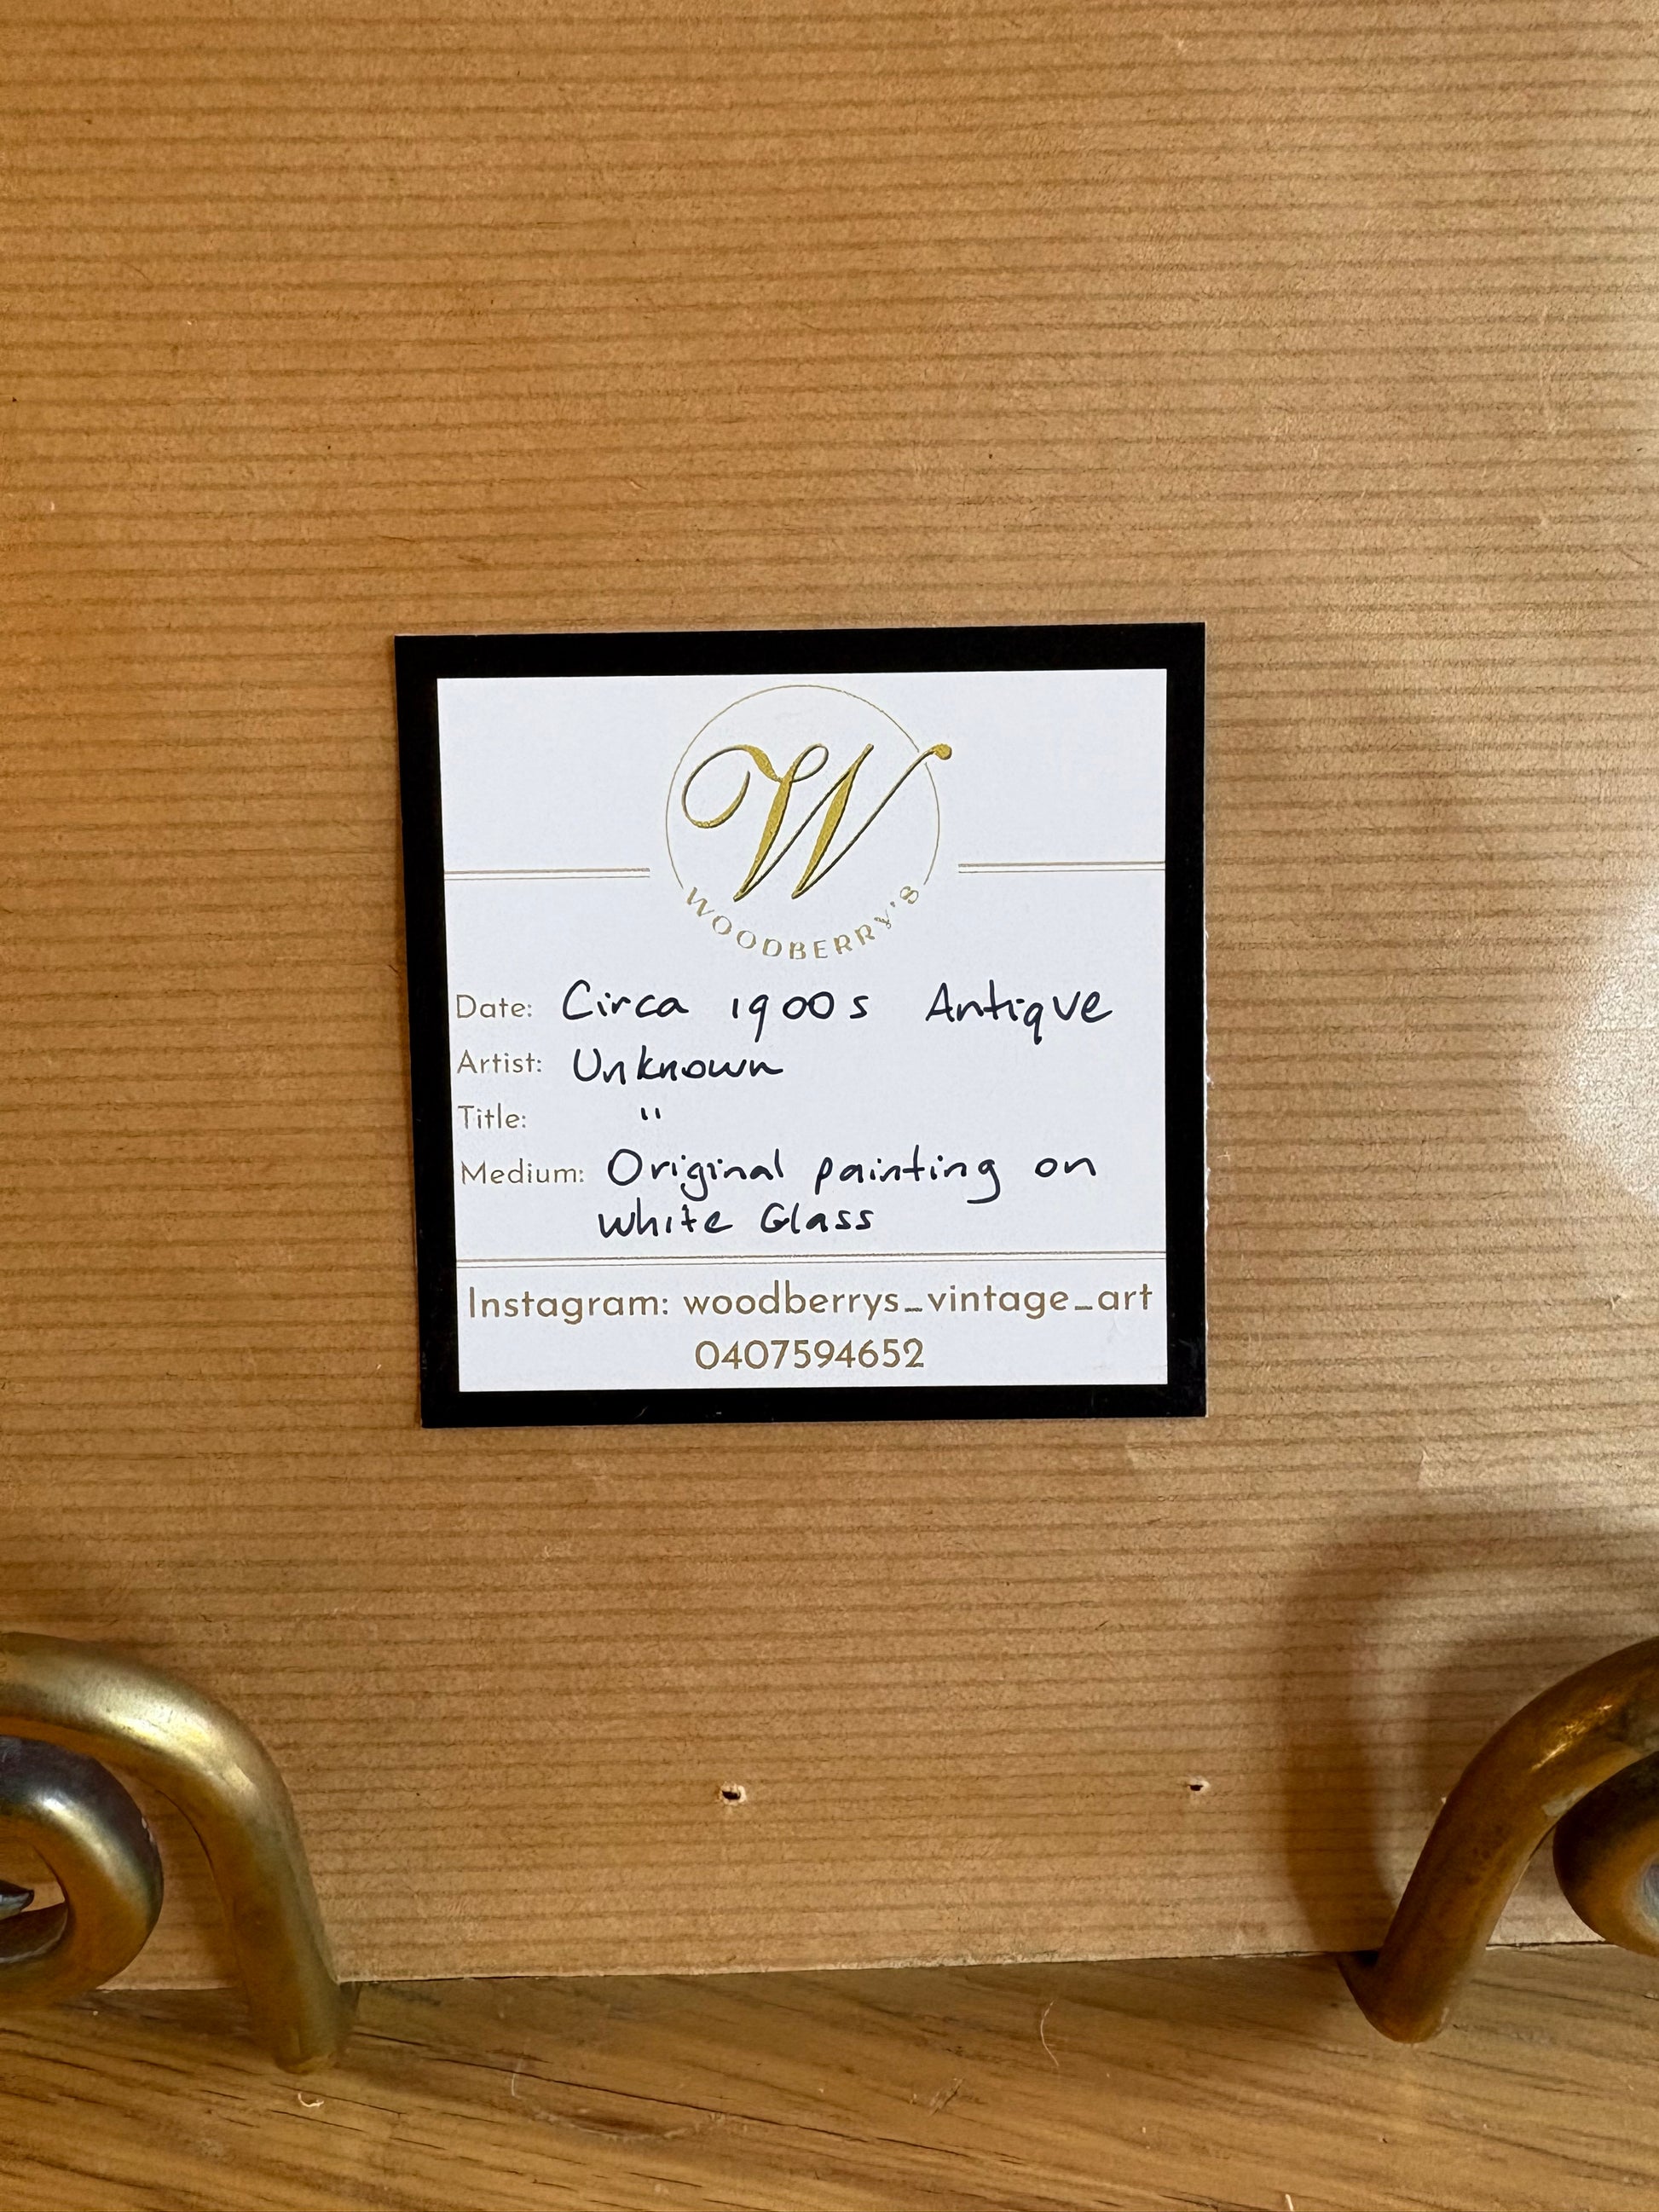 W
WOODBERRY'S
Date: Circa 1900s Antique
Artist: Unknown
Title: "
Medium: Original painting on
white Glass
Instagram: woodberrys_vintage_art
0407594652